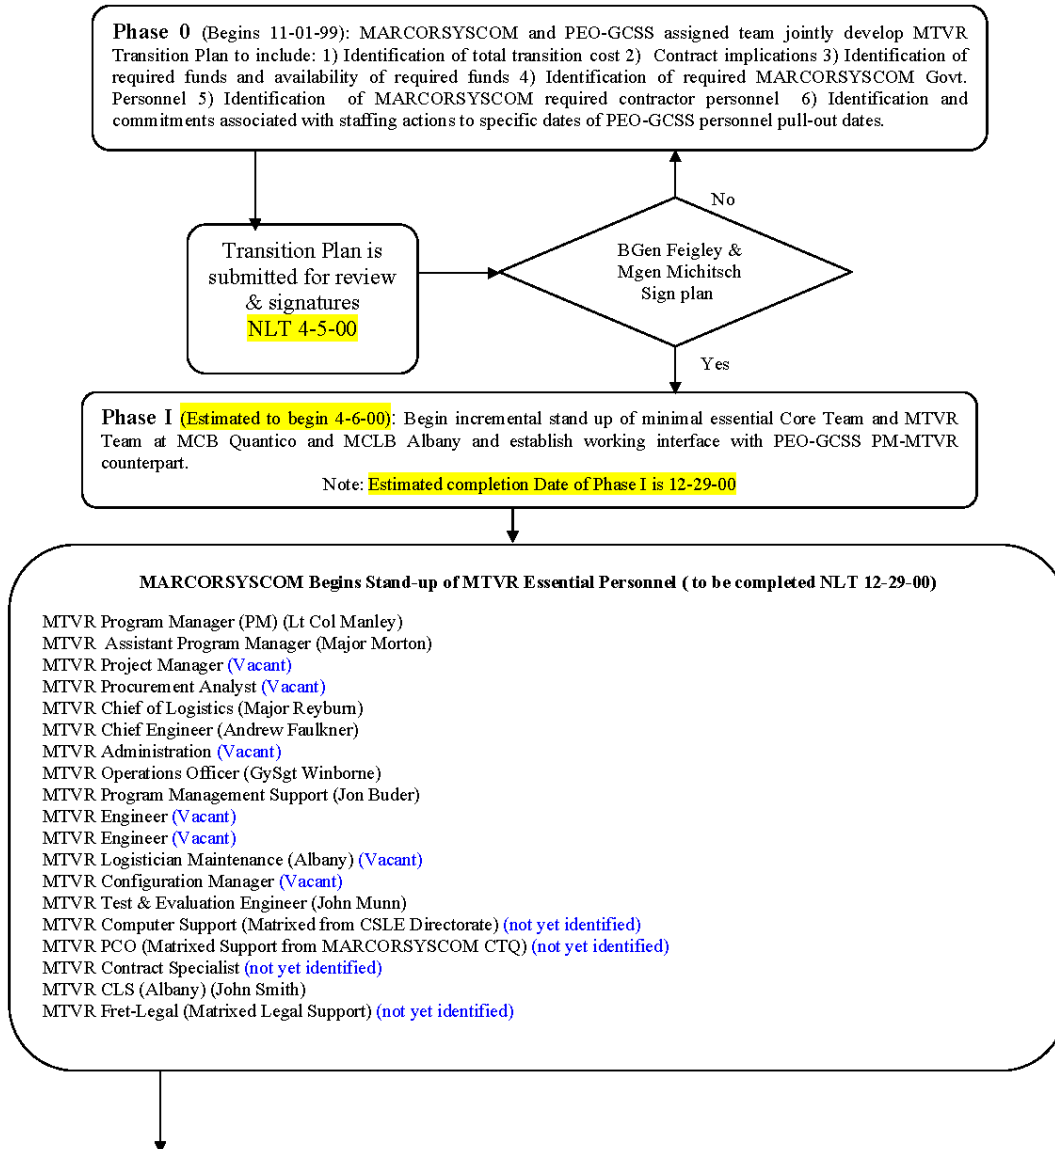 Phase 0 (Begins 11-01-99): MARCORSYSCOM and PEO-GCSS assigned team jointly develop MTVR
Transition Plan to include: 1) Identification of total transition cost 2) Contract implications 3) Identification of
required funds and availability of required funds 4) Identification of required MARCORSYSCOM Govt.
Personnel 5) Identification of MARCORSYSCOM required contractor personnel 6) Identification and
commitments associated with staffing actions to specific dates of PEO-GCSS personnel pull-out dates.
No
Transition Plan is
submitted for review
& signatures
NLT 4-5-00
BGen Feigley &
Mgen Michitsch
Sign plan
Yes
Phase I (Estimated to begin 4-6-00): Begin incremental stand up of minimal essential Core Team and MTVR
Team at MCB Quantico and MCLB Albany and establish working interface with PEO-GCSS PM-MTVR
counterpart.
Note: Estimated completion Date of Phase I is 12-29-00
MARCORSYSCOM Begins Stand-up of MTVR Essential Personnel ( to be completed NLT 12-29-00)
MTVR Program Manager (PM) (Lt Col Manley)
MTVR Assistant Program Manager (Major Morton)
MTVR Project Manager (Vacant)
MTVR Procurement Analyst (Vacant)
MTVR Chief of Logistics (Major Reyburn)
MTVR Chief Engineer (Andrew Faulkner)
MTVR Administration (Vacant)
MTVR Operations Officer (GySgt Winborne)
MTVR Program Management Support (Jon Buder)
MTVR Engineer (Vacant)
MTVR Engineer (Vacant)
MTVR Logistician Maintenance (Albany) (Vacant)
MTVR Configuration Manager (Vacant)
MTVR Test & Evaluation Engineer (John Munn)
MTVR Computer Support (Matrixed from CSLE Directorate) (not yet identified)
MTVR PCO (Matrixed Support from MARCORSYSCOM CTQ) (not yet identified)
MTVR Contract Specialist (not yet identified)
MTVR CLS (Albany) (John Smith)
MTVR Fret-Legal (Matrixed Legal Support) (not yet identified)